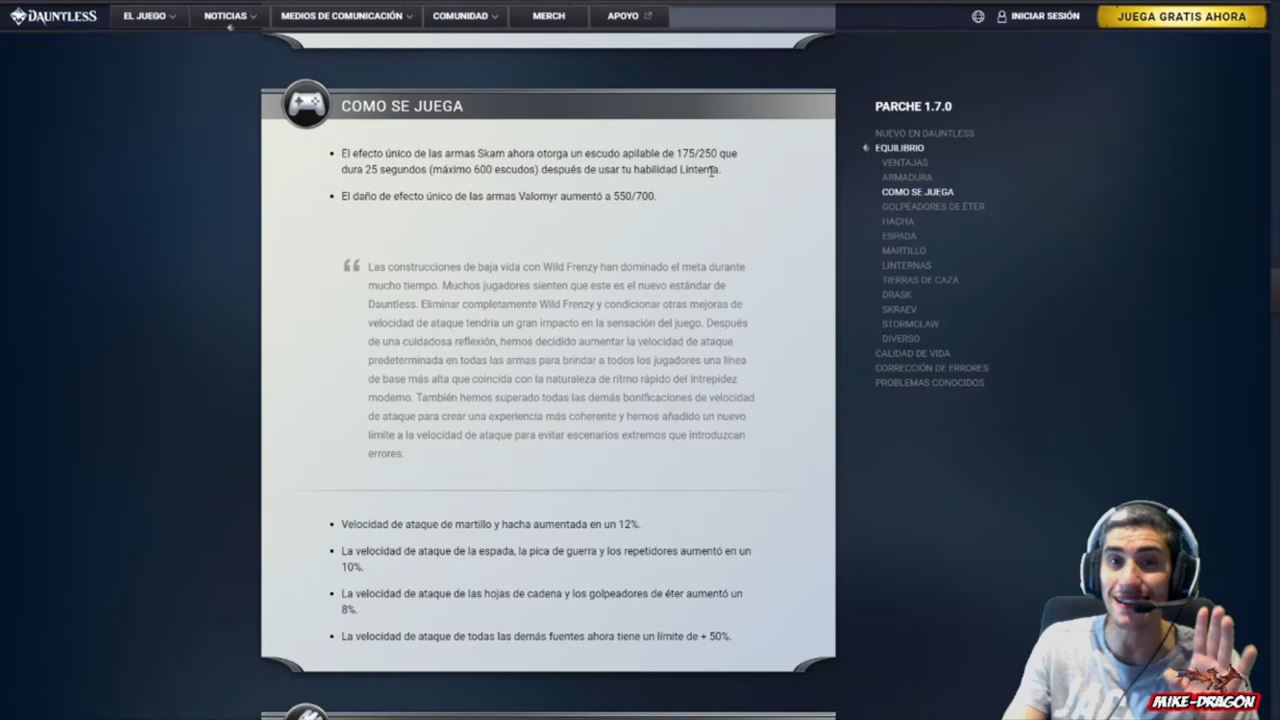 DAUNTLESS
EL JUEGO
NOTICIAS
MEDIOS DE COMUNICACIÓN
COMUNIDAD
MERCH
APOYO
INICIAR SESIÓN
JUEGA GRATIS AHORA
COMO SE JUEGA
• El efecto único de las armas Skarn ahora otorga un escudo apilable de 175/250 que
dura 25 segundos (máximo 600 escudos) después de usar tu habilidad Linterna.
• El daño de efecto único de las armas Valomyr aumentó a 550/700.
“ Las construcciones de baja vida con Wild Frenzy han dominado el meta durante
mucho tiempo. Muchos jugadores sienten que este es el nuevo estándar de
Dauntless. Eliminar completamente Wild Frenzy y condicionar otras mejoras de
velocidad de ataque tendría un gran impacto en la sensación del juego. Después
de una cuidadosa reflexión, hemos decidido aumentar la velocidad de ataque
predeterminada en todas las armas para brindar a todos los jugadores una línea
de base más alta que coincida con la naturaleza de ritmo rápido del Intrepidez
moderno. También hemos superado todas las demás bonificaciones de velocidad
de ataque para crear una experiencia más coherente y hemos añadido un nuevo
límite a la velocidad de ataque para evitar escenarios extremos que introduzcan
errores.
• Velocidad de ataque de martillo y hacha aumentada en un 12%.
• La velocidad de ataque de la espada, la pica de guerra y los repetidores aumentó en un
10%.
• La velocidad de ataque de las hojas de cadena y los golpeadores de éter aumentó un
8%.
• La velocidad de ataque de todas las demás fuentes ahora tiene un límite de + 50%.
PARCHE 1.7.0
NUEVO EN DAUNTLESS
EQUILIBRIO
VENTAJAS
ARMADURA
COMO SE JUEGA
GOLPEADORES DE ÉTER
HACHA
ESPADA
MARTILLO
LINTERNAS
TIERRAS DE CAZA
DRASK
SKRAEV
STORMCLAW
DIVERSO
CALIDAD DE VIDA
CORRECCIÓN DE ERRORES
PROBLEMAS CONOCIDOS
MIKE-DRAGON